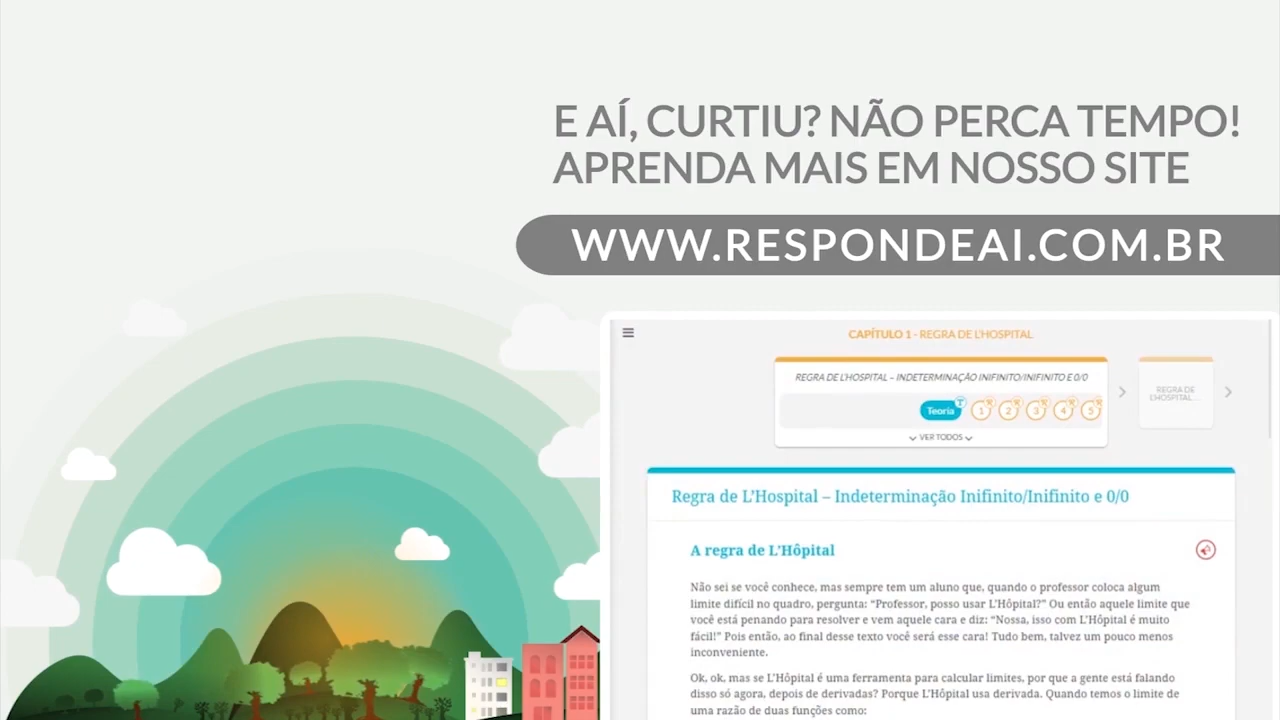 E AÍ, CURTIU? NÃO PERCA TEMPO!
APRENDA MAIS EM NOSSO SITE
WWW.RESPONDEAI.COM.BR
CAPÍTULO 1 - REGRA DE L'HOSPITAL
REGRA DE L'HOSPITAL – INDETERMINAÇÃO INIFINITO/INIFINITO E 0/0
REGRA DE
L'HOSPITAL...
Teoria T 1 2 3 4 5
VER TODOS
Regra de L'Hospital – Indeterminação Inifinito/Inifinito e 0/0
A regra de L'Hôpital
Não sei se você conhece, mas sempre tem um aluno que, quando o professor coloca algum
limite difícil no quadro, pergunta: "Professor, posso usar L'Hôpital?" Ou então aquele limite que
você está penando para resolver e vem aquele cara e diz: "Nossa, isso com L'Hôpital é muito
fácil!" Pois então, ao final desse texto você será esse cara! Tudo bem, talvez um pouco menos
inconveniente.
Ok, ok, mas se L'Hôpital é uma ferramenta para calcular limites, por que a gente está falando
disso só agora, depois de derivadas? Porque L'Hôpital usa derivada. Quando temos o limite de
uma razão de duas funções como: